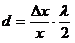 d = Δx/x · λ/2